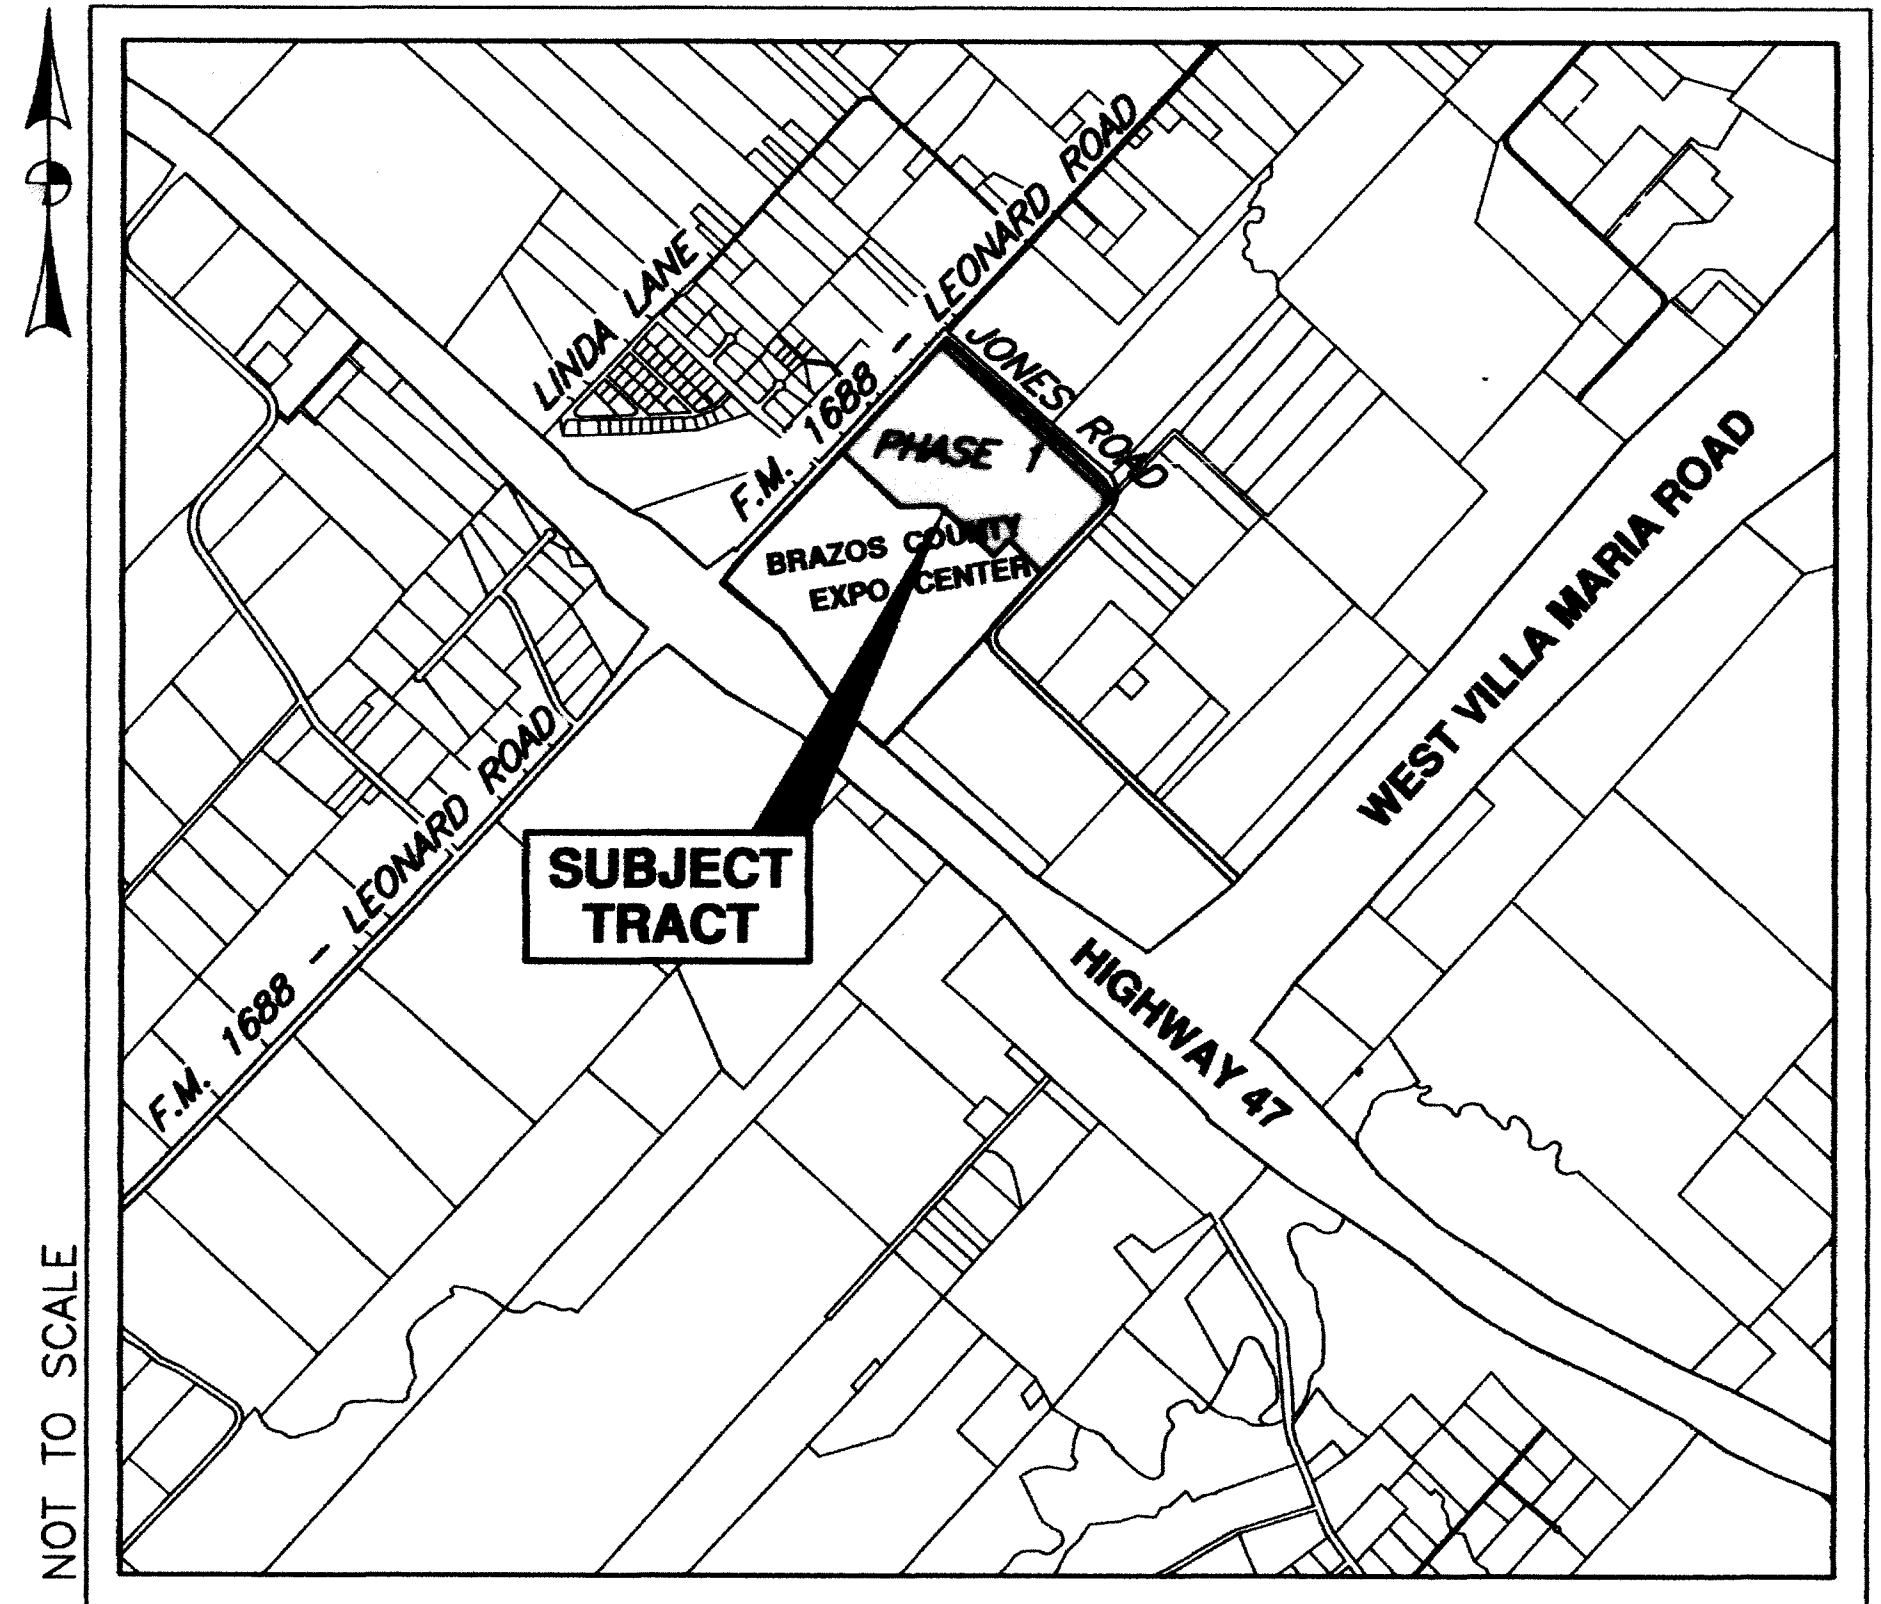 LINDA LANE
F.M. 1688 - LEONARD ROAD
JONES ROAD
PHASE 1
BRAZOS COUNTY
EXPO CENTER
WEST VILLA MARIA ROAD
F.M. 1688 - LEONARD ROAD
SUBJECT
TRACT
HIGHWAY 47
NOT TO SCALE